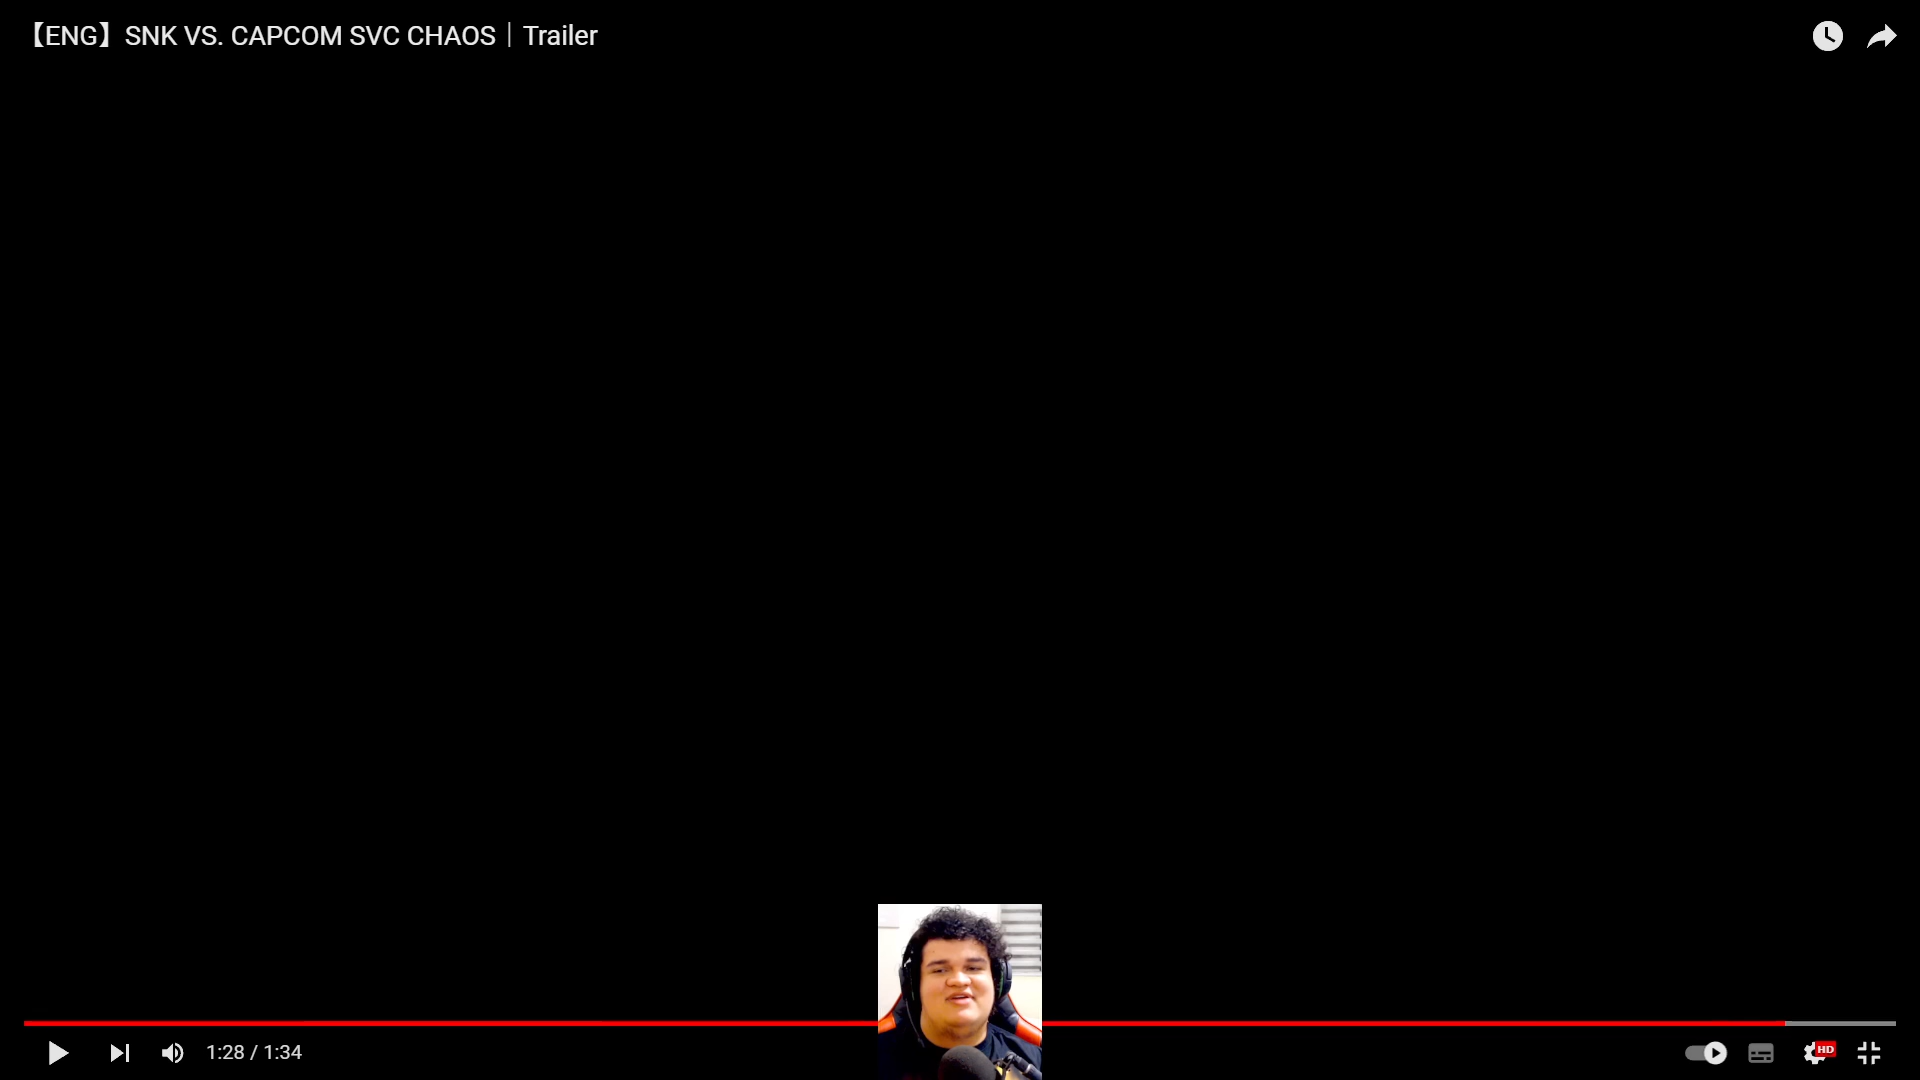 【ENG】SNK VS. CAPCOM SVC CHAOS｜Trailer
1:28 / 1:34
HD